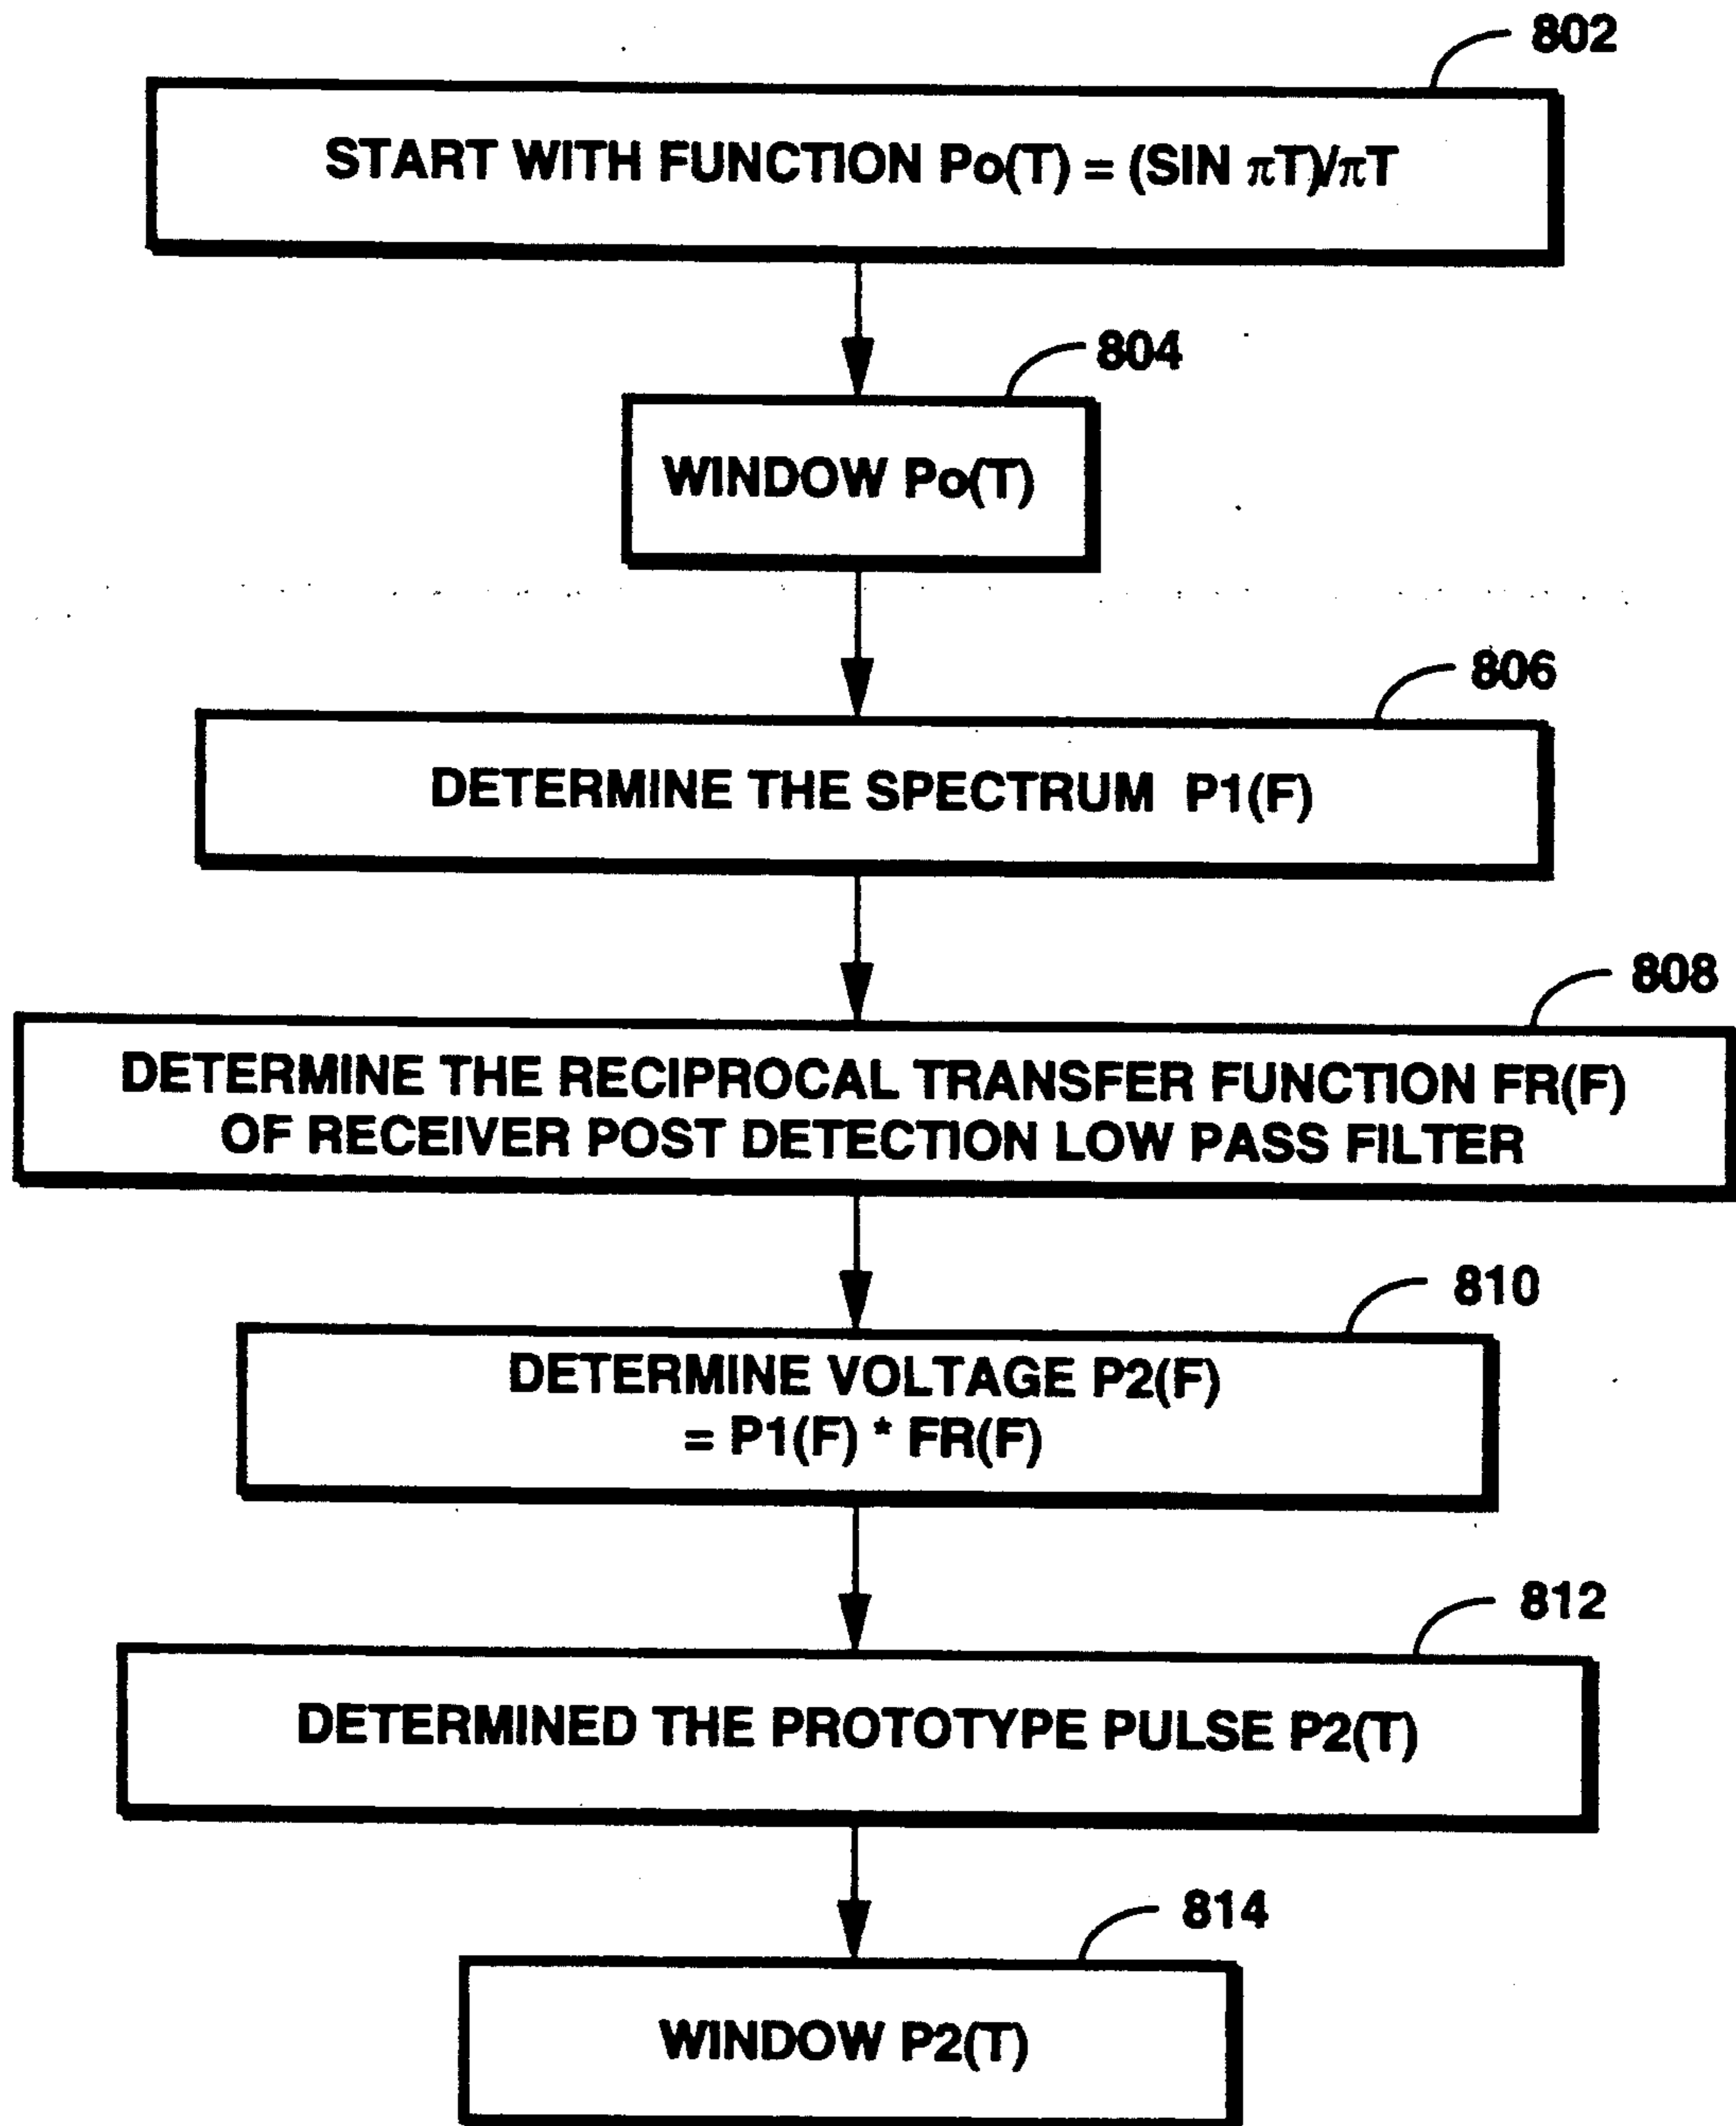 802
START WITH FUNCTION Po(T) = (SIN πT)/πT
804
WINDOW Po(T)
806
DETERMINE THE SPECTRUM P1(F)
808
DETERMINE THE RECIPROCAL TRANSFER FUNCTION FR(F)
OF RECEIVER POST DETECTION LOW PASS FILTER
810
DETERMINE VOLTAGE P2(F)
= P1(F) * FR(F)
812
DETERMINED THE PROTOTYPE PULSE P2(T)
814
WINDOW P2(T)